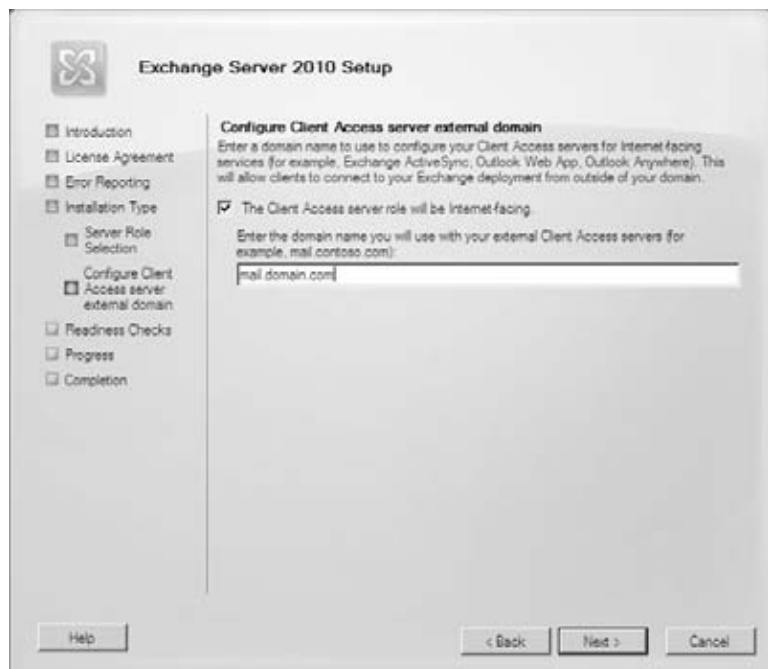 Exchange Server 2010 Setup
Introduction
License Agreement
Error Reporting
Installation Type
Server Role
Selection
Configure Client
Access server
external domain
Readiness Checks
Progress
Completion
Configure Client Access server external domain
Enter a domain name to use to configure your Client Access servers for Internet-facing
services (for example, Exchange ActiveSync, Outlook Web App, Outlook Anywhere). This
will allow clients to connect to your Exchange deployment from outside of your domain.
The Client Access server role will be Internet-facing.
Enter the domain name you will use with your external Client Access servers (for
example, mail.contoso.com):
mail.domain.com
Help
< Back
Next >
Cancel